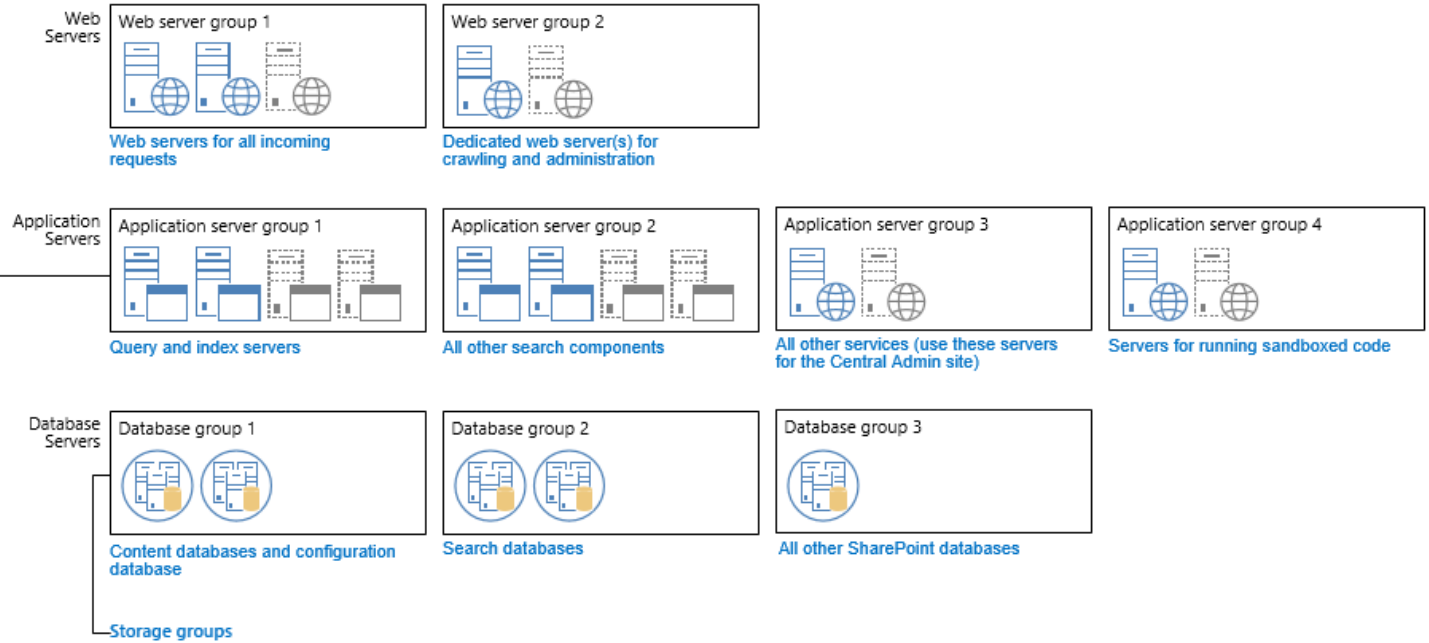 Web
Servers
Web server group 1
Web server group 2
Web servers for all incoming
requests
Dedicated web server(s) for
crawling and administration
Application
Servers
Application server group 1
Application server group 2
Application server group 3
Application server group 4
Query and index servers
All other search components
All other services (use these servers
for the Central Admin site)
Servers for running sandboxed code
Database
Servers
Database group 1
Database group 2
Database group 3
Content databases and configuration
database
Search databases
All other SharePoint databases
Storage groups